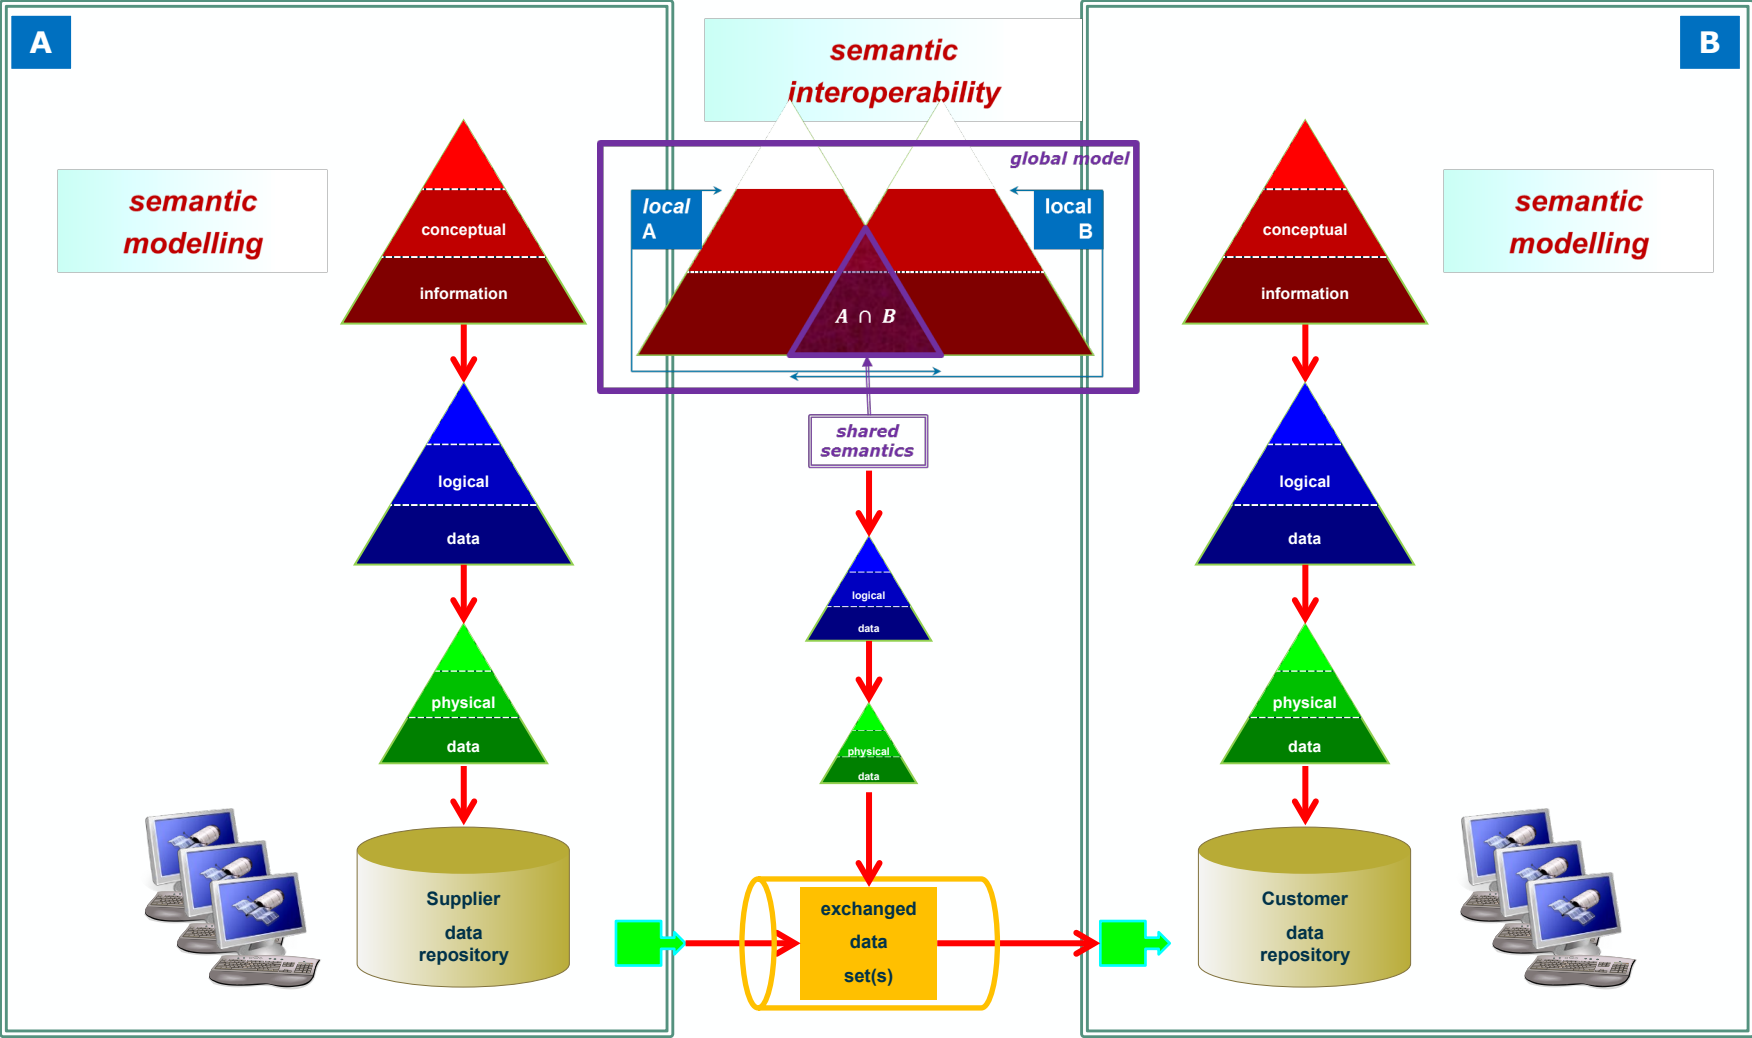 A
semantic
modelling
conceptual
information
logical
data
physical
data
Supplier
data
repository
semantic
interoperability
global model
local
A
local
B
A ∩ B
shared
semantics
logical
data
physical
data
exchanged
data
set(s)
B
semantic
modelling
conceptual
information
logical
data
physical
data
Customer
data
repository